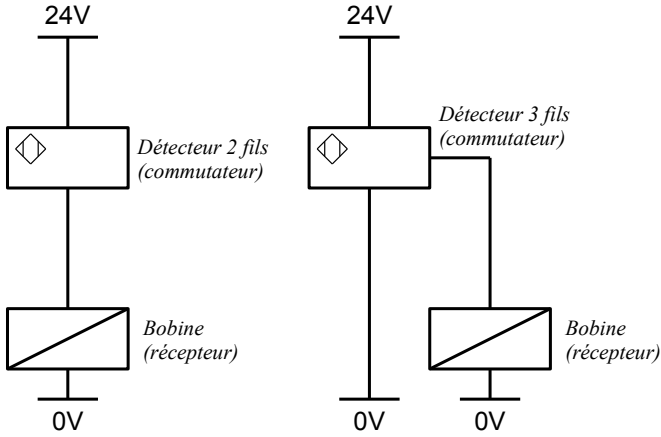 24V
Détecteur 2 fils
(commutateur)
Bobine
(récepteur)
0V
24V
Détecteur 3 fils
(commutateur)
Bobine
(récepteur)
0V
0V